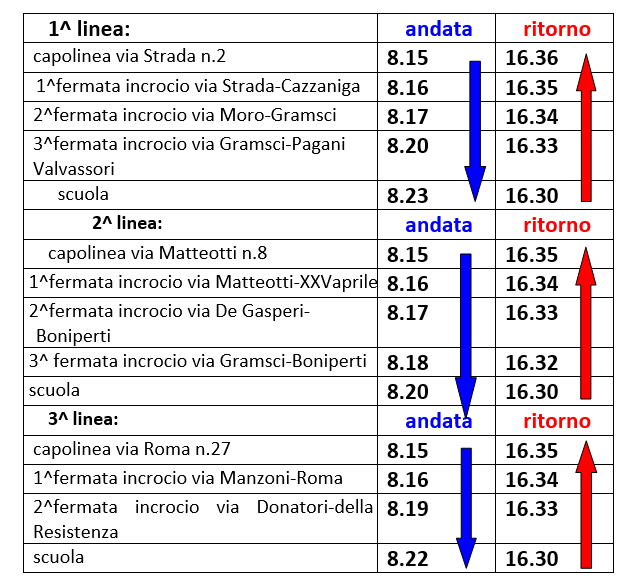 1^ linea: andata ritorno
capolinea via Strada n.2 8.15 16.36
1^fermata incrocio via Strada-Cazzaniga 8.16 16.35
2^fermata incrocio via Moro-Gramsci 8.17 16.34
3^fermata incrocio via Gramsci-Pagani 8.20 16.33
Valvassori
scuola 8.23 16.30
2^ linea: andata ritorno
capolinea via Matteotti n.8 8.15 16.35
1^fermata incrocio via Matteotti-XXVaprile 8.16 16.34
2^fermata incrocio via De Gasperi- 8.17 16.33
Boniperti
3^ fermata incrocio via Gramsci-Boniperti 8.18 16.32
scuola 8.20 16.30
3^ linea: andata ritorno
capolinea via Roma n.27 8.15 16.35
1^fermata incrocio via Manzoni-Roma 8.16 16.34
2^fermata incrocio via Donatori-della 8.19 16.33
Resistenza
scuola 8.22 16.30